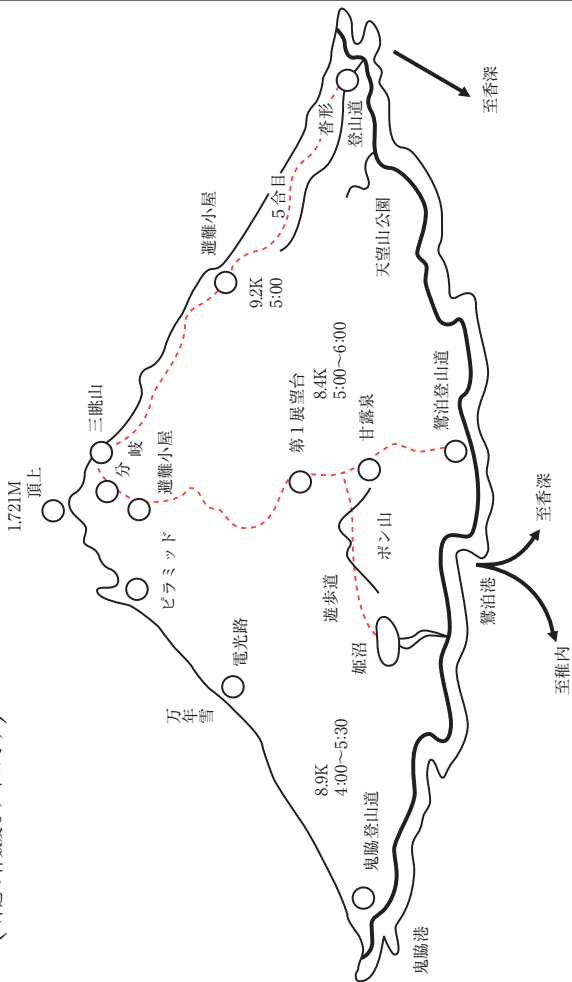 1,721M
頂上
三眺山
分岐
避難小屋
ピラミッド
電光路
万年雪
避難小屋
5合目
9.2K
5:00
沓形
登山道
天望山公園
至香深
第1展望台
8.4K
5:00~6:00
甘露泉
鴛泊登山道
ポン山
遊歩道
姫沼
8.9K
4:00~5:30
鬼脇登山道
鬼脇港
鴛泊港
至香深
至稚内